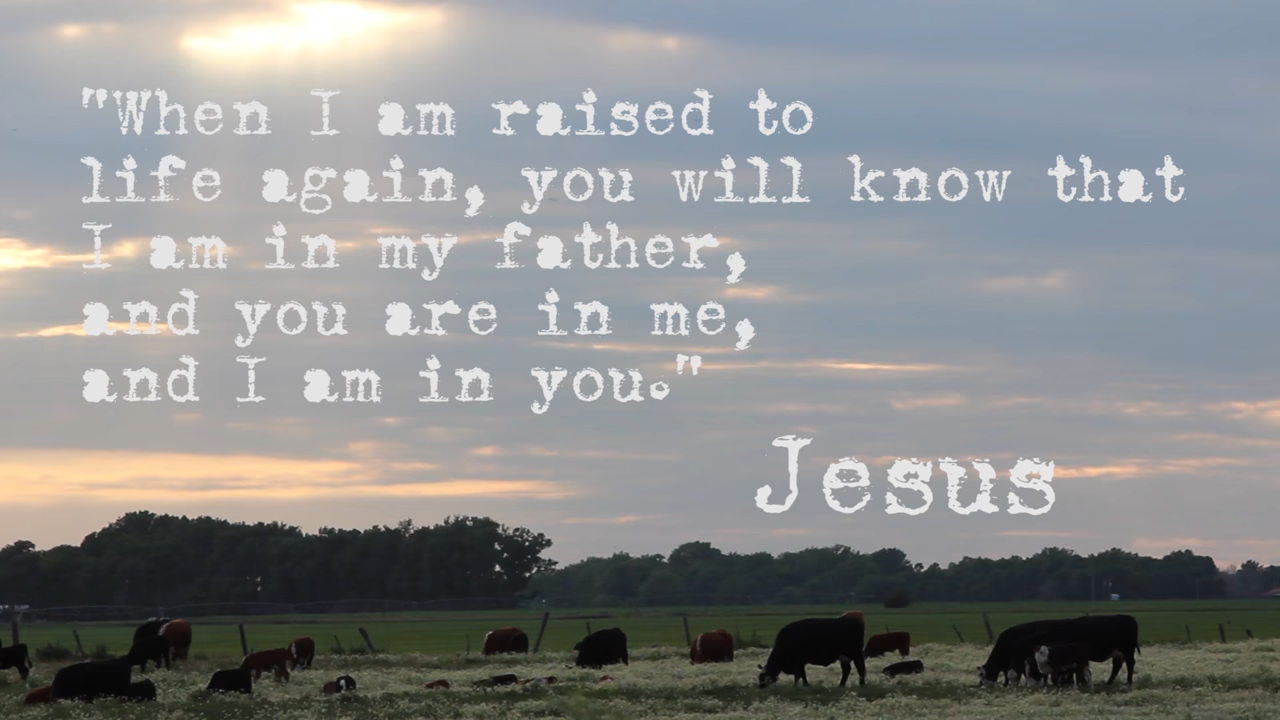 "When I am raised to
life again, you will know that
I am in my father,
and you are in me,
and I am in you."
Jesus